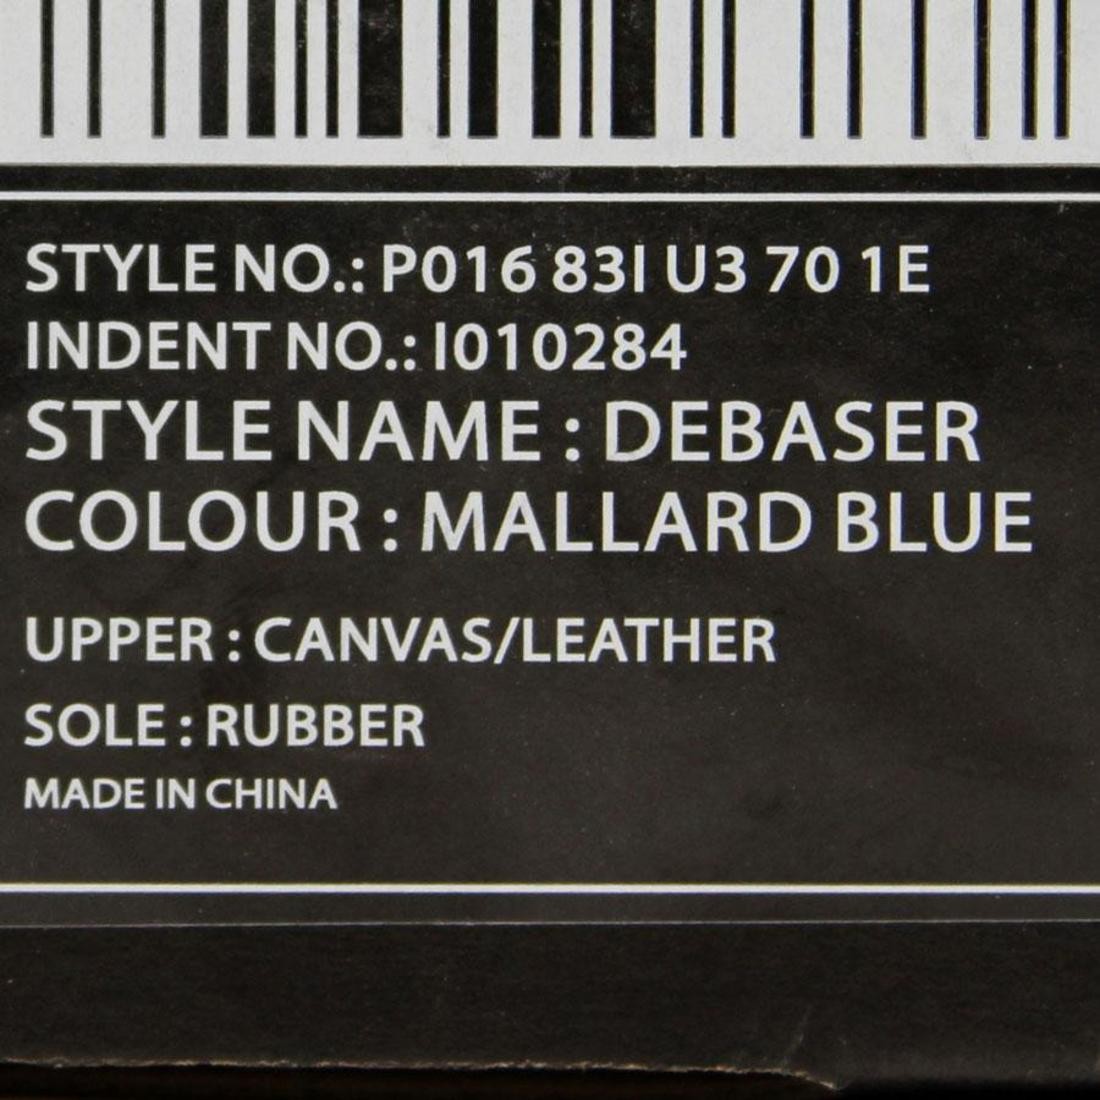 STYLE NO.: P016 83I U3 70 1E
INDENT NO.: I010284
STYLE NAME : DEBASER
COLOUR : MALLARD BLUE
UPPER : CANVAS/LEATHER
SOLE : RUBBER
MADE IN CHINA